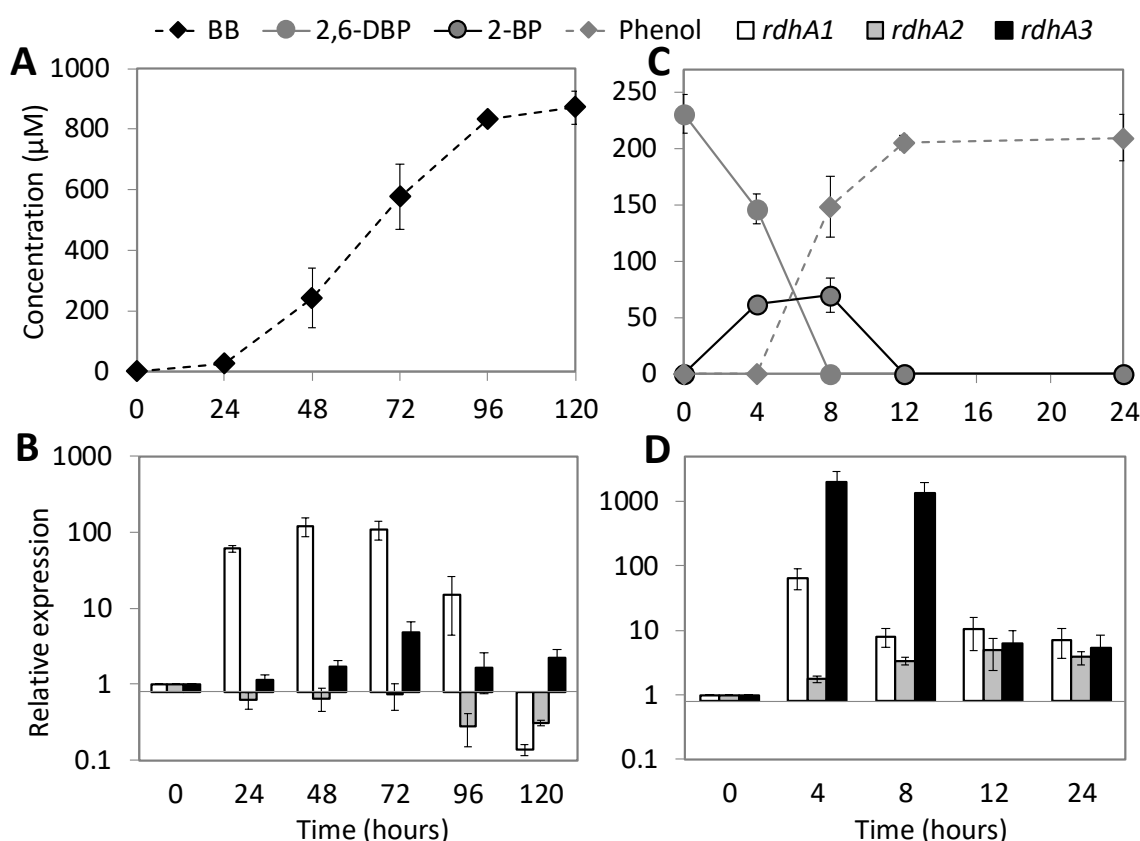 BB 2,6-DBP 2-BP Phenol rdhA1 rdhA2 rdhA3
A
Concentration (µM)
1000
800
600
400
200
0
0 24 48 72 96 120
C
250
200
150
100
50
0
0 4 8 12 16 20 24
B
Relative expression
1000
100
10
1
0.1
0 24 48 72 96 120
Time (hours)
D
1000
100
10
1
0.1
0 4 8 12 24
Time (hours)